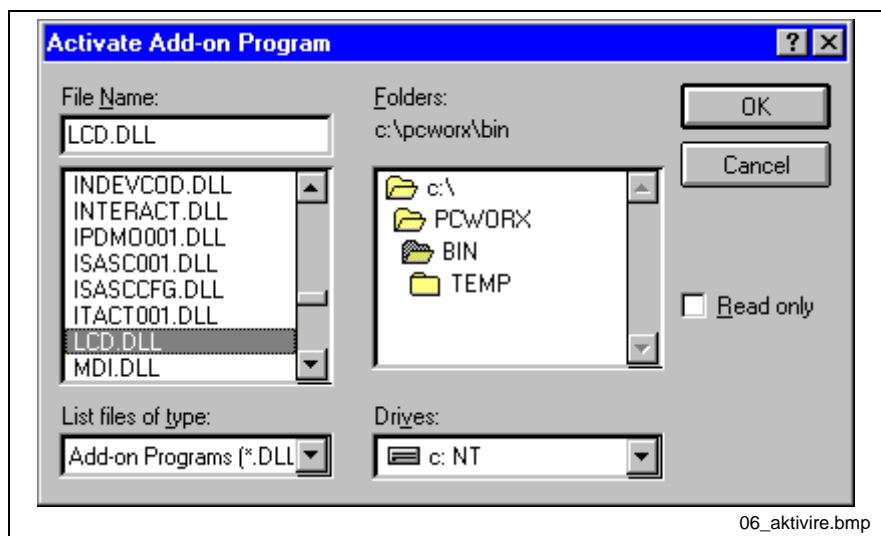 Activate Add-on Program
File Name:
LCD.DLL
INDEVCOD.DLL
INTERACT.DLL
IPDMO001.DLL
ISASC001.DLL
ISASCCFG.DLL
ITACT001.DLL
LCD.DLL
MDI.DLL
List files of type:
Add-on Programs (*.DLL
Folders:
c:\pcworx\bin
c:\
PCWORX
BIN
TEMP
Drives:
c: NT
OK
Cancel
Read only
06_aktivire.bmp